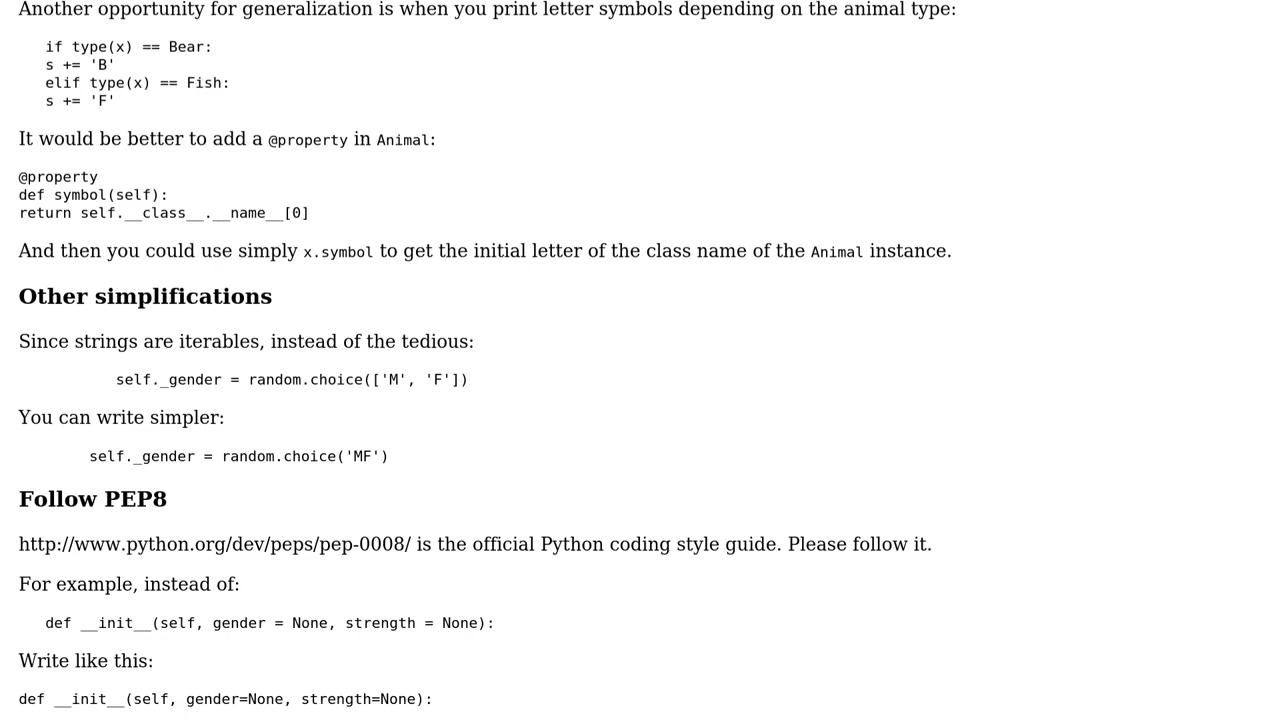 Another opportunity for generalization is when you print letter symbols depending on the animal type:
if type(x) == Bear:
s += 'B'
elif type(x) == Fish:
s += 'F'
It would be better to add a @property in Animal:
@property
def symbol(self):
return self.__class__.__name__[0]
And then you could use simply x.symbol to get the initial letter of the class name of the Animal instance.
Other simplifications
Since strings are iterables, instead of the tedious:
self._gender = random.choice(['M', 'F'])
You can write simpler:
self._gender = random.choice('MF')
Follow PEP8
http://www.python.org/dev/peps/pep-0008/ is the official Python coding style guide. Please follow it.
For example, instead of:
def __init__(self, gender = None, strength = None):
Write like this:
def __init__(self, gender=None, strength=None):